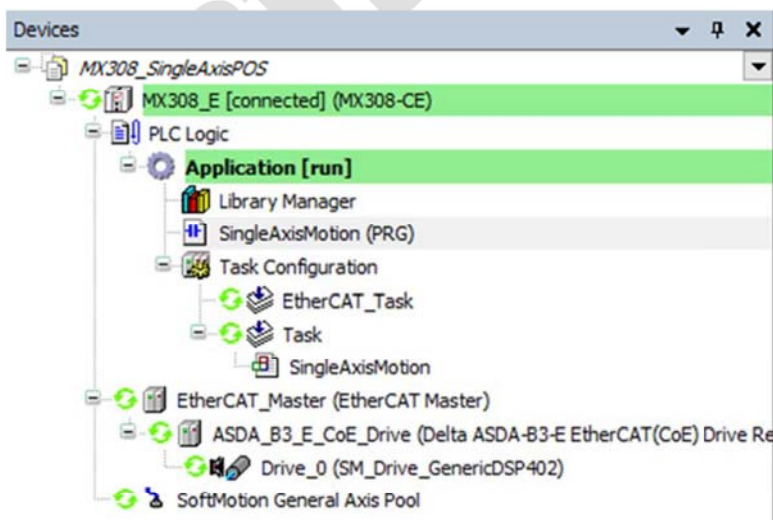 Devices
MX308_SingleAxisPOS
MX308_E [connected] (MX308-CE)
PLC Logic
Application [run]
Library Manager
SingleAxisMotion (PRG)
Task Configuration
EtherCAT_Task
Task
SingleAxisMotion
EtherCAT_Master (EtherCAT Master)
ASDA_B3_E_CoE_Drive (Delta ASDA-B3-E EtherCAT(CoE) Drive Re
Drive_0 (SM_Drive_GenericDSP402)
SoftMotion General Axis Pool